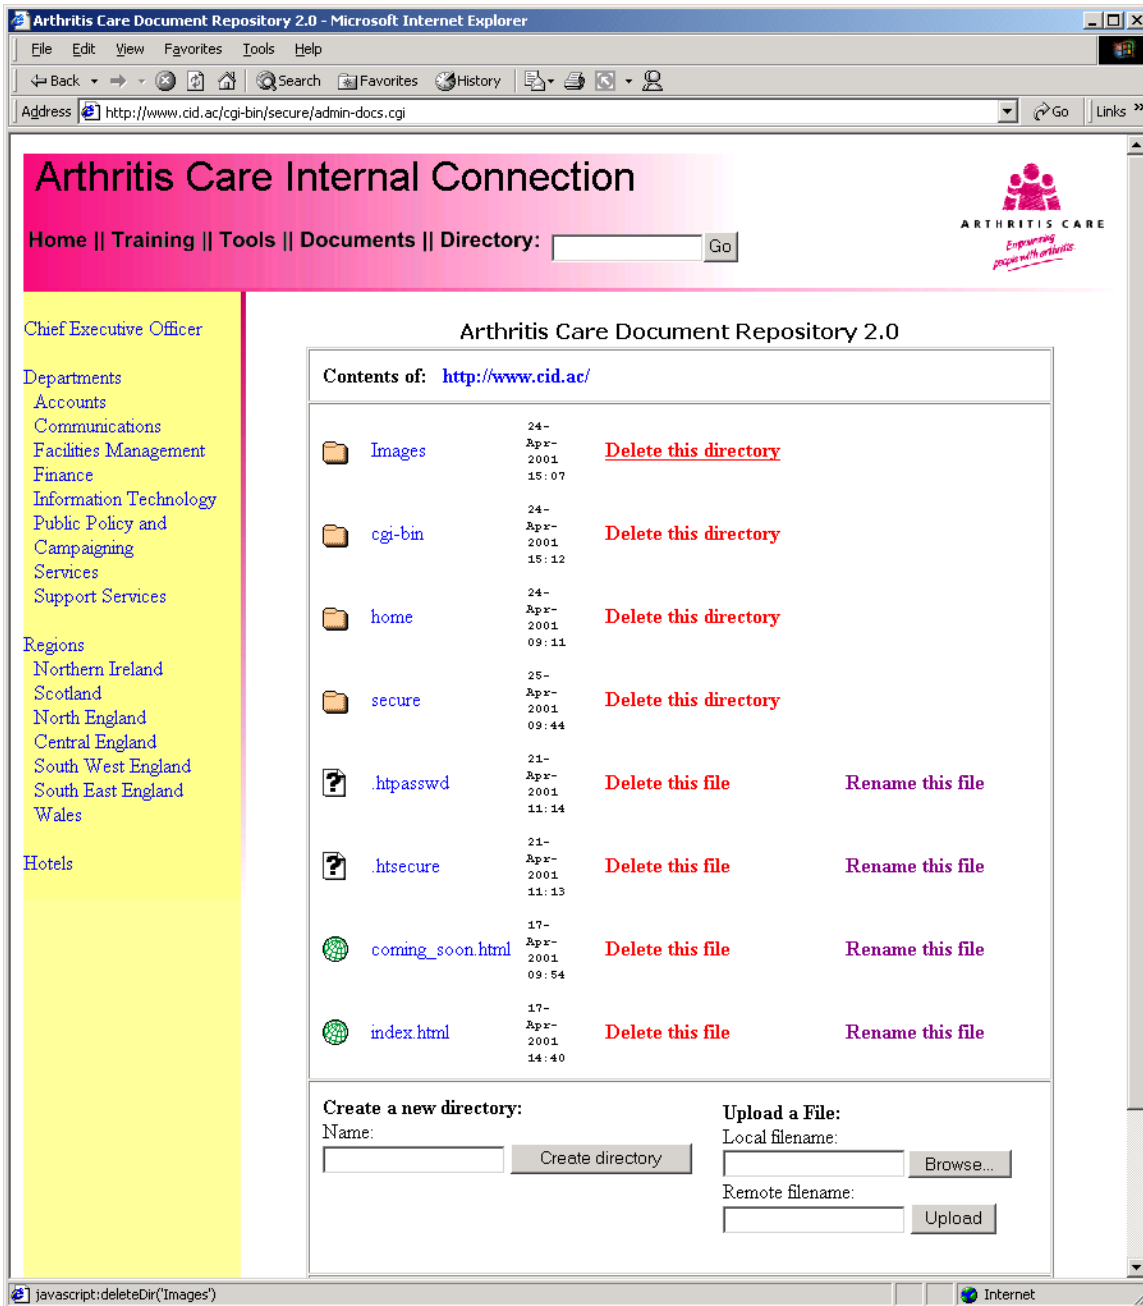 Arthritis Care Document Repository 2.0 - Microsoft Internet Explorer
File Edit View Favorites Tools Help
Back Search Favorites History
Address http://www.cid.ac/cgi-bin/secure/admin-docs.cgi Go Links »
Arthritis Care Internal Connection
Home || Training || Tools || Documents || Directory: Go
ARTHRITIS CARE
Empowering
people with arthritis
Chief Executive Officer
Departments
Accounts
Communications
Facilities Management
Finance
Information Technology
Public Policy and
Campaigning
Services
Support Services
Regions
Northern Ireland
Scotland
North England
Central England
South West England
South East England
Wales
Hotels
Arthritis Care Document Repository 2.0
Contents of: http://www.cid.ac/
Images
24-
Apr-
2001
15:07
Delete this directory
cgi-bin
24-
Apr-
2001
15:12
Delete this directory
home
24-
Apr-
2001
09:11
Delete this directory
secure
25-
Apr-
2001
09:44
Delete this directory
.htpasswd
21-
Apr-
2001
11:14
Delete this file
Rename this file
.htsecure
21-
Apr-
2001
11:13
Delete this file
Rename this file
coming_soon.html
17-
Apr-
2001
09:54
Delete this file
Rename this file
index.html
17-
Apr-
2001
14:40
Delete this file
Rename this file
Create a new directory:
Name:
Create directory
Upload a File:
Local filename:
Browse...
Remote filename:
Upload
javascript:deleteDir('Images') Internet